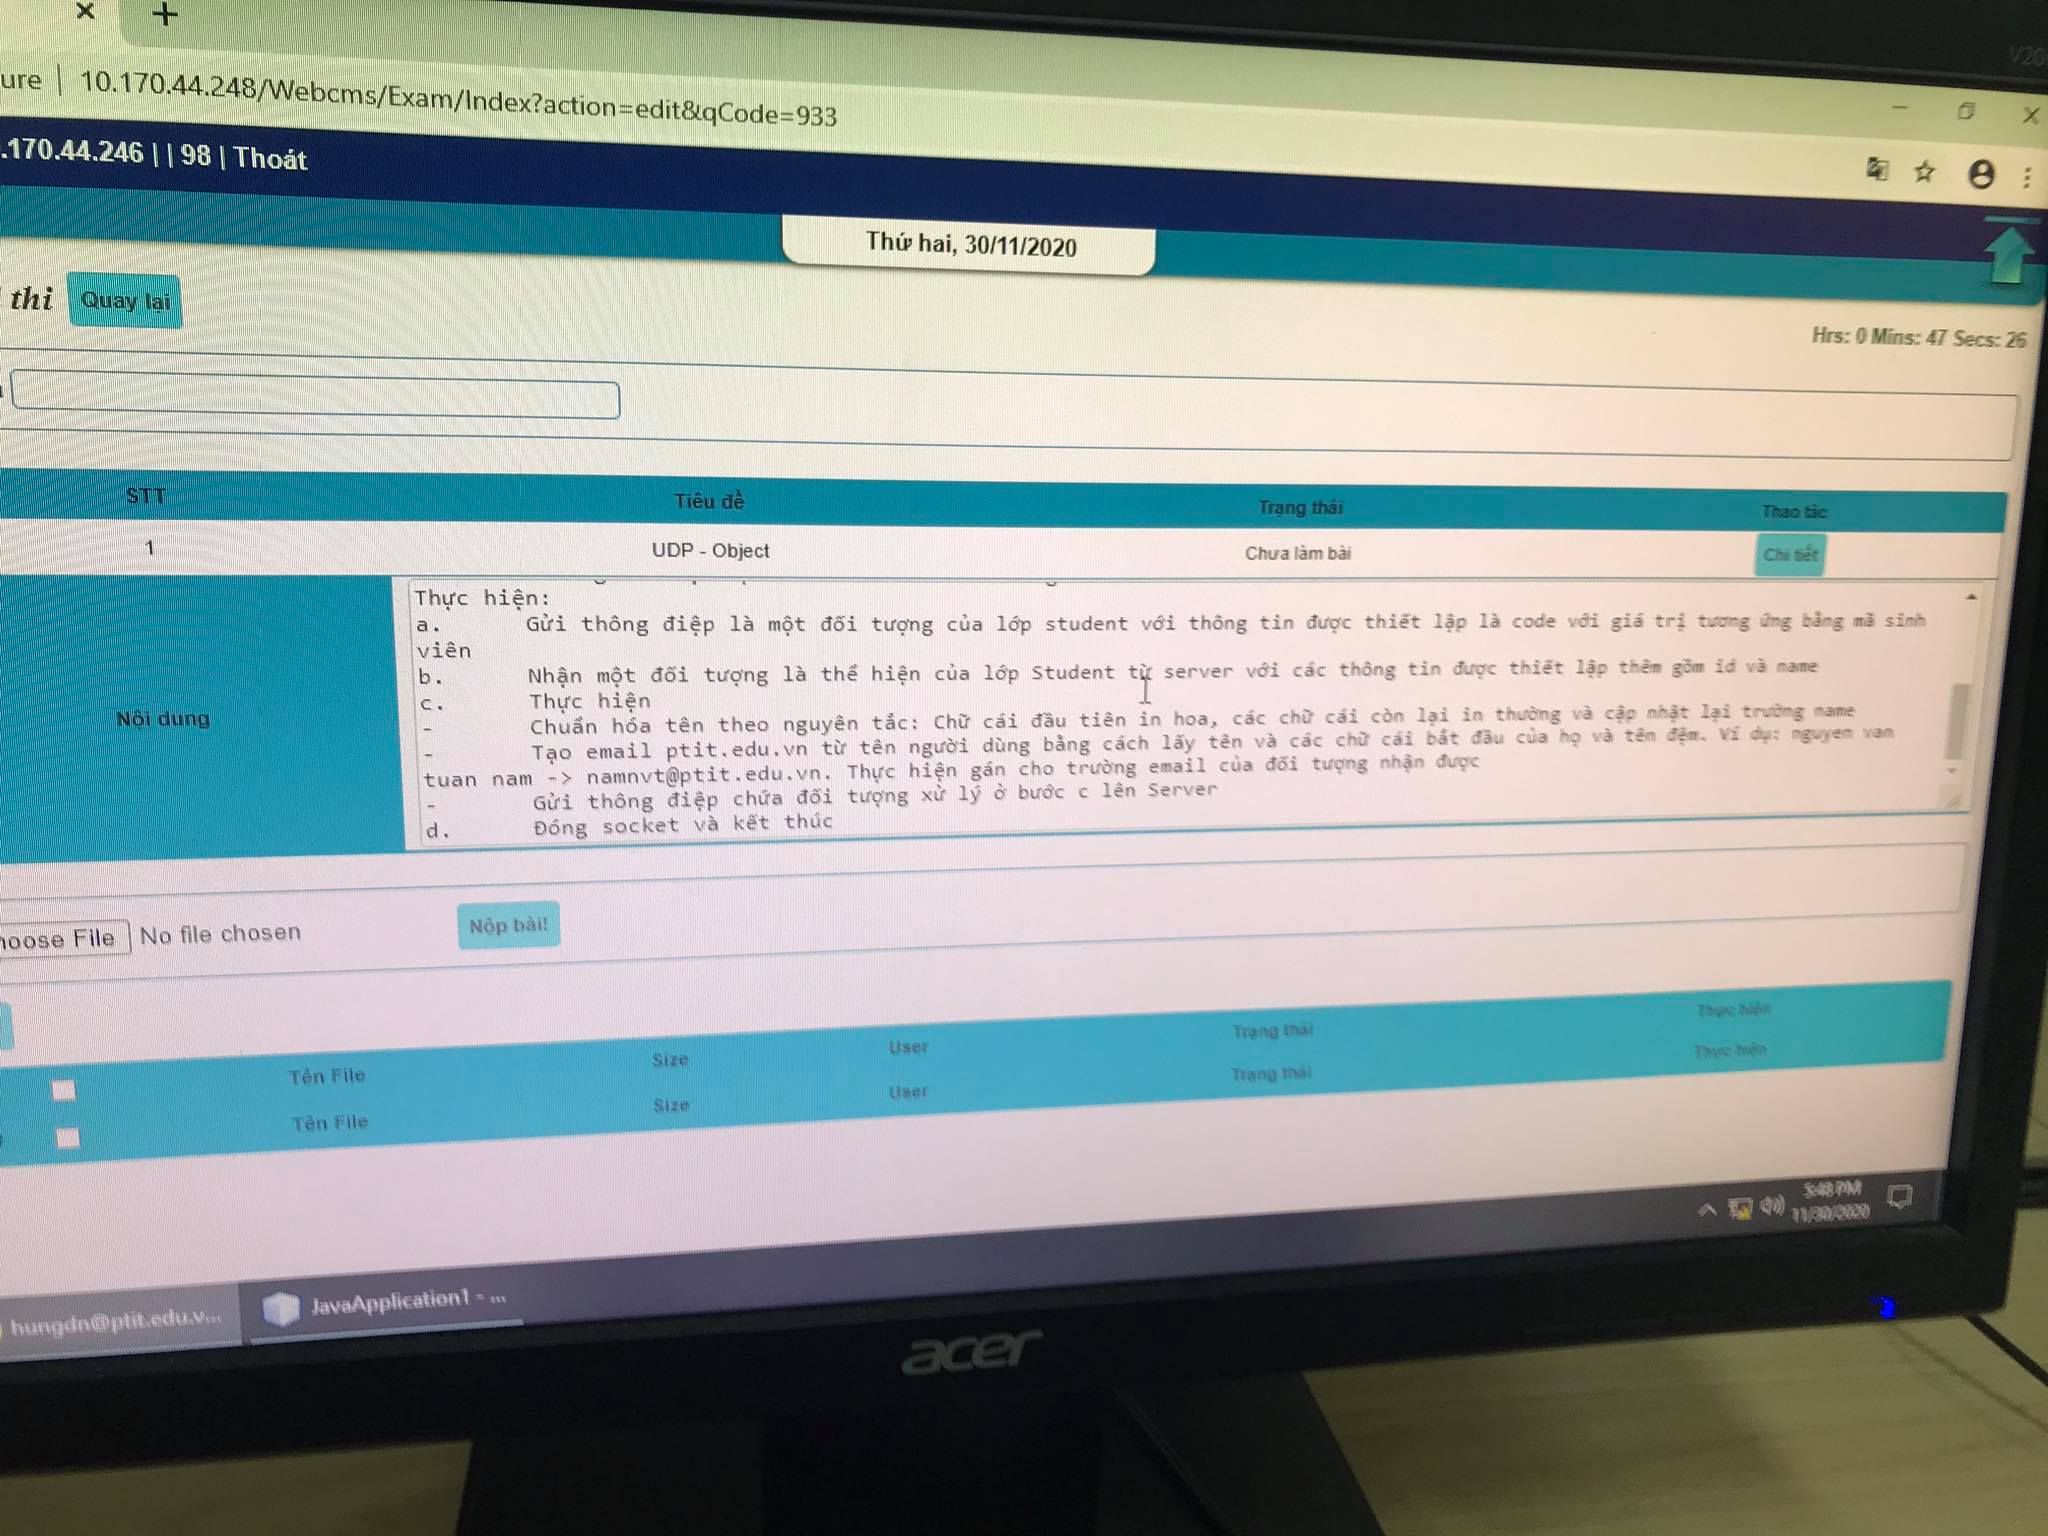 ure | 10.170.44.248/Webcms/Exam/Index?action=edit&qCode=933
.170.44.246 | | 98 | Thoát
Thứ hai, 30/11/2020
thi Quay lại
Hrs: 0 Mins: 47 Secs: 26
STT Tiêu đề Trạng thái Thao tác
1 UDP - Object Chưa làm bài Chi tiết
Nội dung
Thực hiện:
a. Gửi thông điệp là một đối tượng của lớp student với thông tin được thiết lập là code với giá trị tương ứng bằng mã sinh
viên
b. Nhận một đối tượng là thể hiện của lớp Student từ server với các thông tin được thiết lập thêm gồm id và name
c. Thực hiện
- Chuẩn hóa tên theo nguyên tắc: Chữ cái đầu tiên in hoa, các chữ cái còn lại in thường và cập nhật lại trường name
- Tạo email ptit.edu.vn từ tên người dùng bằng cách lấy tên và các chữ cái bắt đầu của họ và tên đệm. Ví dụ: nguyen van
tuan nam -> namnvt@ptit.edu.vn. Thực hiện gán cho trường email của đối tượng nhận được
- Gửi thông điệp chứa đối tượng xử lý ở bước c lên Server
d. Đóng socket và kết thúc
hoose File No file chosen Nộp bài!
Tên File Size User Trạng thái Thực hiện
Tên File Size User Trạng thái Thực hiện
5:48 PM
11/30/2020
hungdn@ptit.edu.v... JavaApplication1 - ...
acer
V20